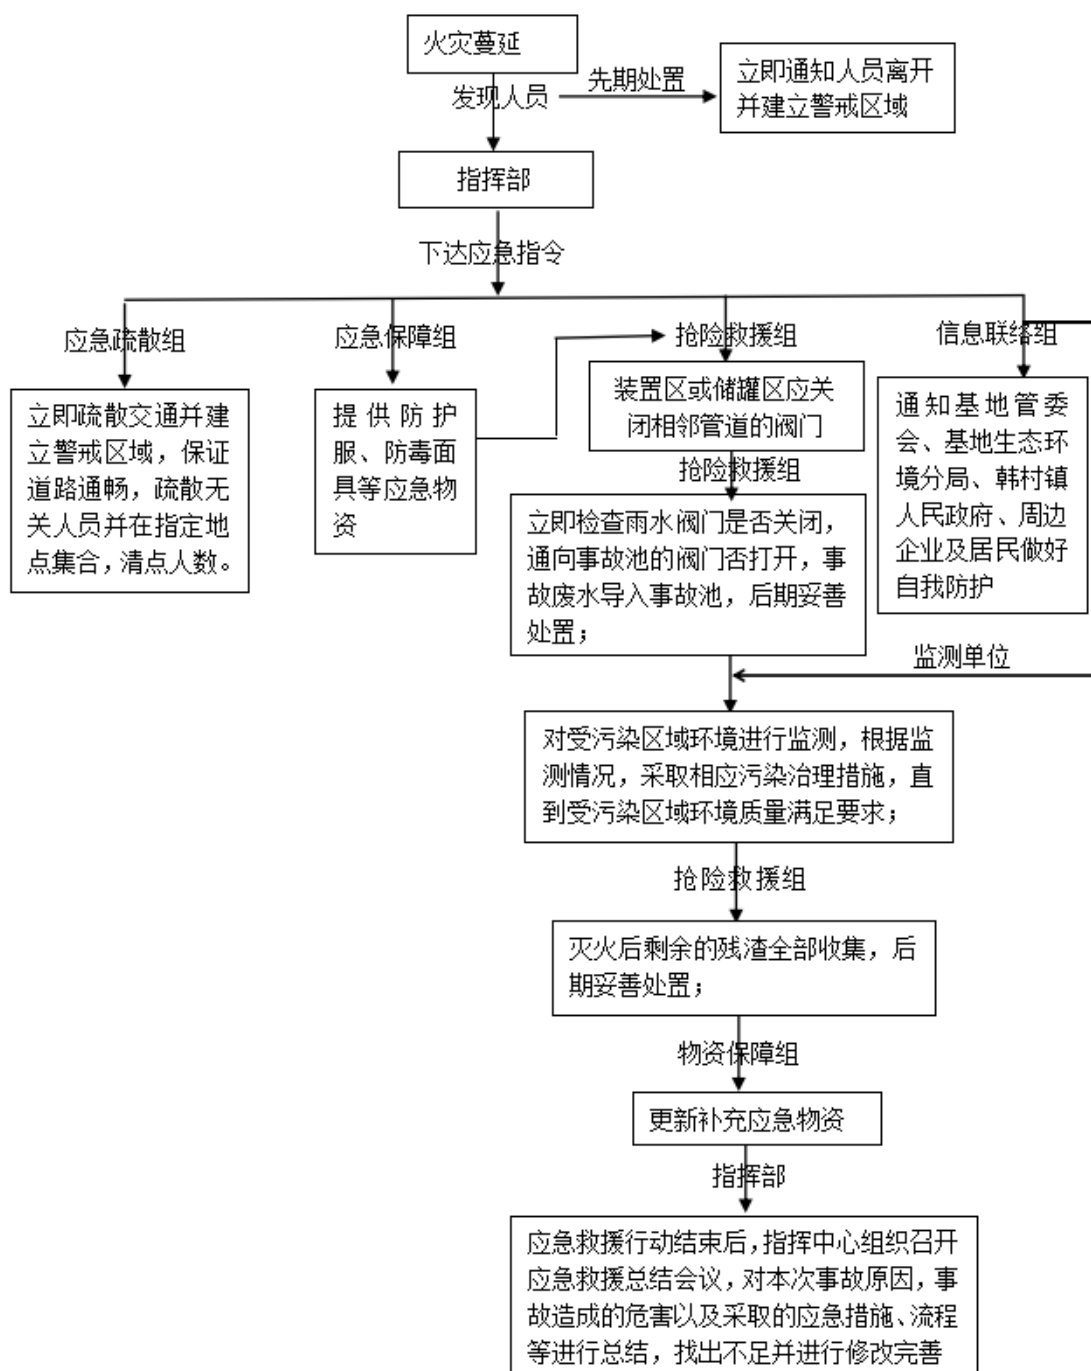 火灾蔓延
发现人员
先期处置
立即通知人员离开
并建立警戒区域
指挥部
下达应急指令
应急疏散组
应急保障组
抢险救援组
信息联络组
立即疏散交通并建
立警戒区域，保证
道路通畅，疏散无
关人员并在指定地
点集合，清点人数。
提供防护
服、防毒面
具等应急物
资
装置区或储罐区应关
闭相邻管道的阀门
抢险救援组
立即检查雨水阀门是否关闭，
通向事故池的阀门否打开，事
故废水导入事故池，后期妥善
处置；
通知基地管委
会、基地生态环
境分局、韩村镇
人民政府、周边
企业及居民做好
自我防护
监测单位
对受污染区域环境进行监测，根据监
测情况，采取相应污染治理措施，直
到受污染区域环境质量满足要求；
抢险救援组
灭火后剩余的残渣全部收集，后
期妥善处置；
物资保障组
更新补充应急物资
指挥部
应急救援行动结束后，指挥中心组织召开
应急救援总结会议，对本次事故原因，事
故造成的危害以及采取的应急措施、流程
等进行总结，找出不足并进行修改完善